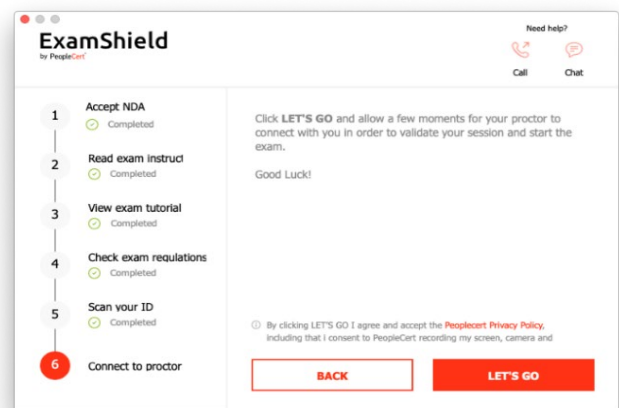 ExamShield
by PeopleCert
Need help?
Call
Chat
1
Accept NDA
Completed
2
Read exam instruct
Completed
3
View exam tutorial
Completed
4
Check exam regulations
Completed
5
Scan your ID
Completed
6
Connect to proctor
Click LET'S GO and allow a few moments for your proctor to
connect with you in order to validate your session and start the
exam.
Good Luck!
By clicking LET'S GO I agree and accept the Peoplecert Privacy Policy,
including that i consent to PeopleCert recording my screen, camera and
BACK
LET'S GO